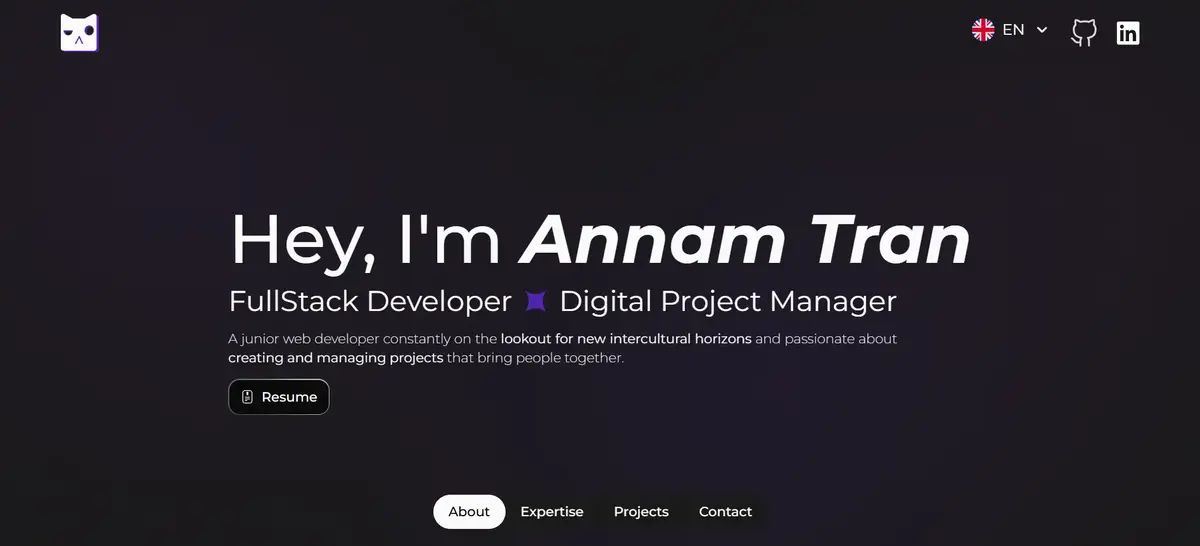 EN
in
Hey, I'm Annam Tran
FullStack Developer Digital Project Manager
A junior web developer constantly on the lookout for new intercultural horizons and passionate about
creating and managing projects that bring people together.
Resume
About Expertise Projects Contact